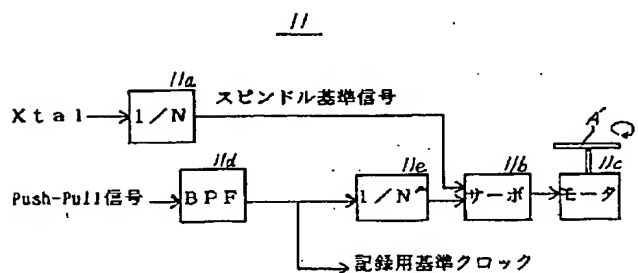 11
11a
スピンドル基準信号
Xtal
1/N
A
11d
11e
11b
11c
Push-Pull信号
BPF
1/N
サーボ
モータ
記録用基準クロック